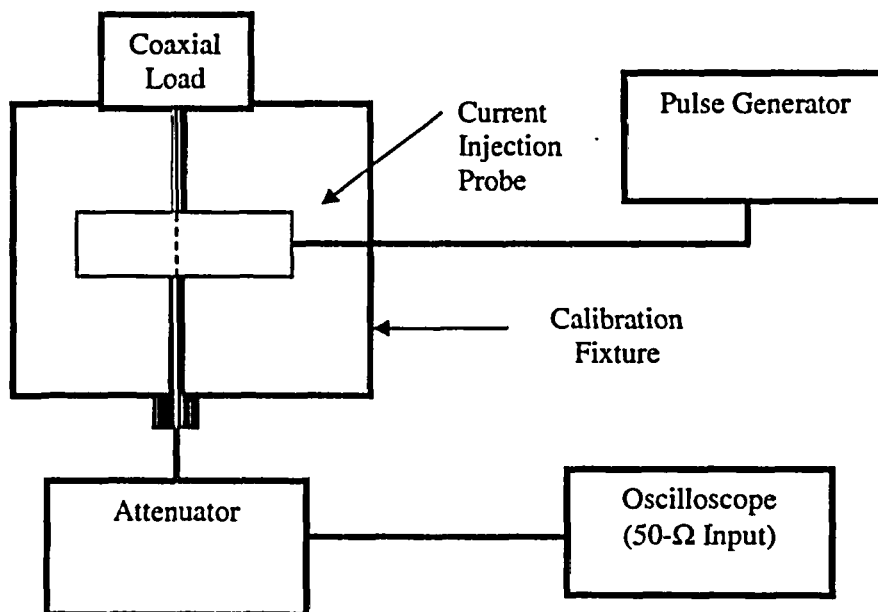 Coaxial
Load
Current
Injection
Probe
Pulse Generator
Calibration
Fixture
Attenuator
Oscilloscope
(50-Ω Input)